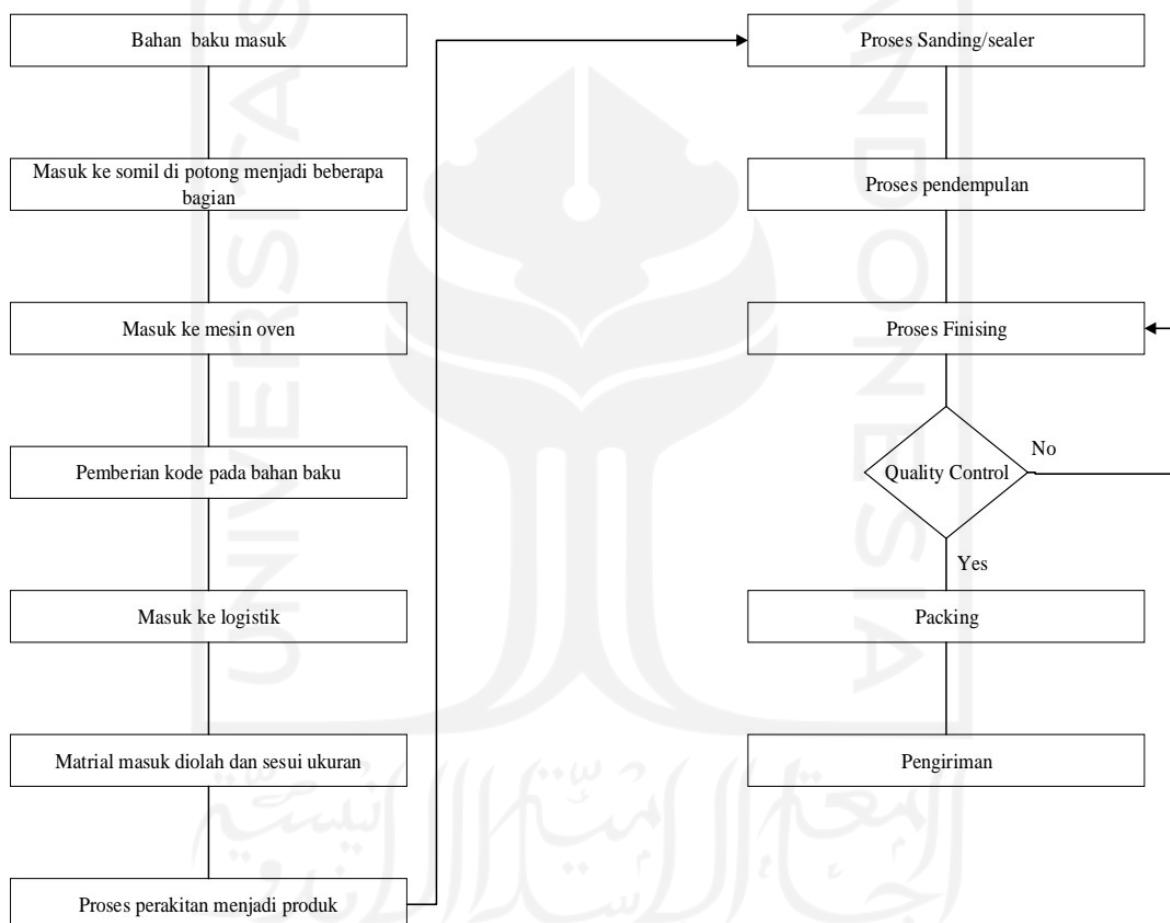 Bahan baku masuk
Masuk ke somil di potong menjadi beberapa
bagian
Masuk ke mesin oven
Pemberian kode pada bahan baku
Masuk ke logistik
Matrial masuk diolah dan sesui ukuran
Proses perakitan menjadi produk
Proses Sanding/sealer
Proses pendempulan
Proses Finising
Quality Control
No
Yes
Packing
Pengiriman
UNIVERSITAS
INDONESIA